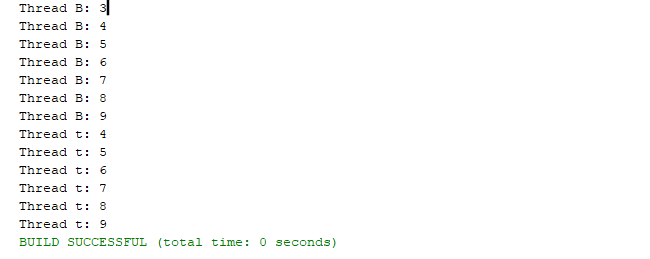 Thread B: 3
Thread B: 4
Thread B: 5
Thread B: 6
Thread B: 7
Thread B: 8
Thread B: 9
Thread t: 4
Thread t: 5
Thread t: 6
Thread t: 7
Thread t: 8
Thread t: 9
BUILD SUCCESSFUL (total time: 0 seconds)